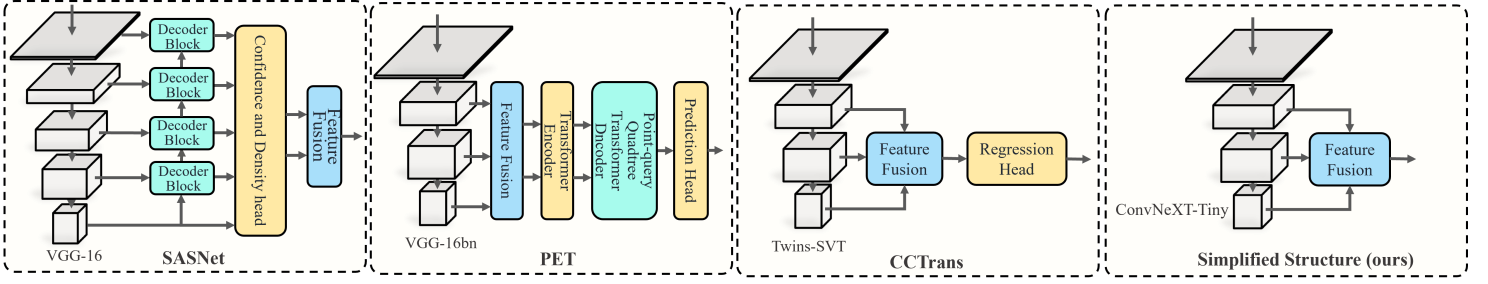 Decoder
Block
Decoder
Block
Decoder
Block
Decoder
Block
Confidence and Density head
Feature
Fusion
VGG-16
SASNet
Feature Fusion
Transformer
Encoder
Point-query
Quadtree
Transformer
Dncoder
Prediction Head
VGG-16bn
PET
Feature
Fusion
Regression
Head
Twins-SVT
CCTrans
Feature
Fusion
ConvNeXT-Tiny
Simplified Structure (ours)